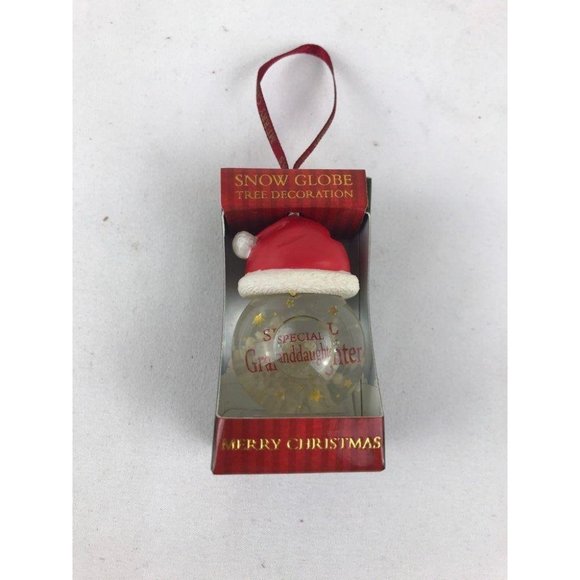 SNOW GLOBE
TREE DECORATION
SPECIAL
Granddaughter
MERRY CHRISTMAS